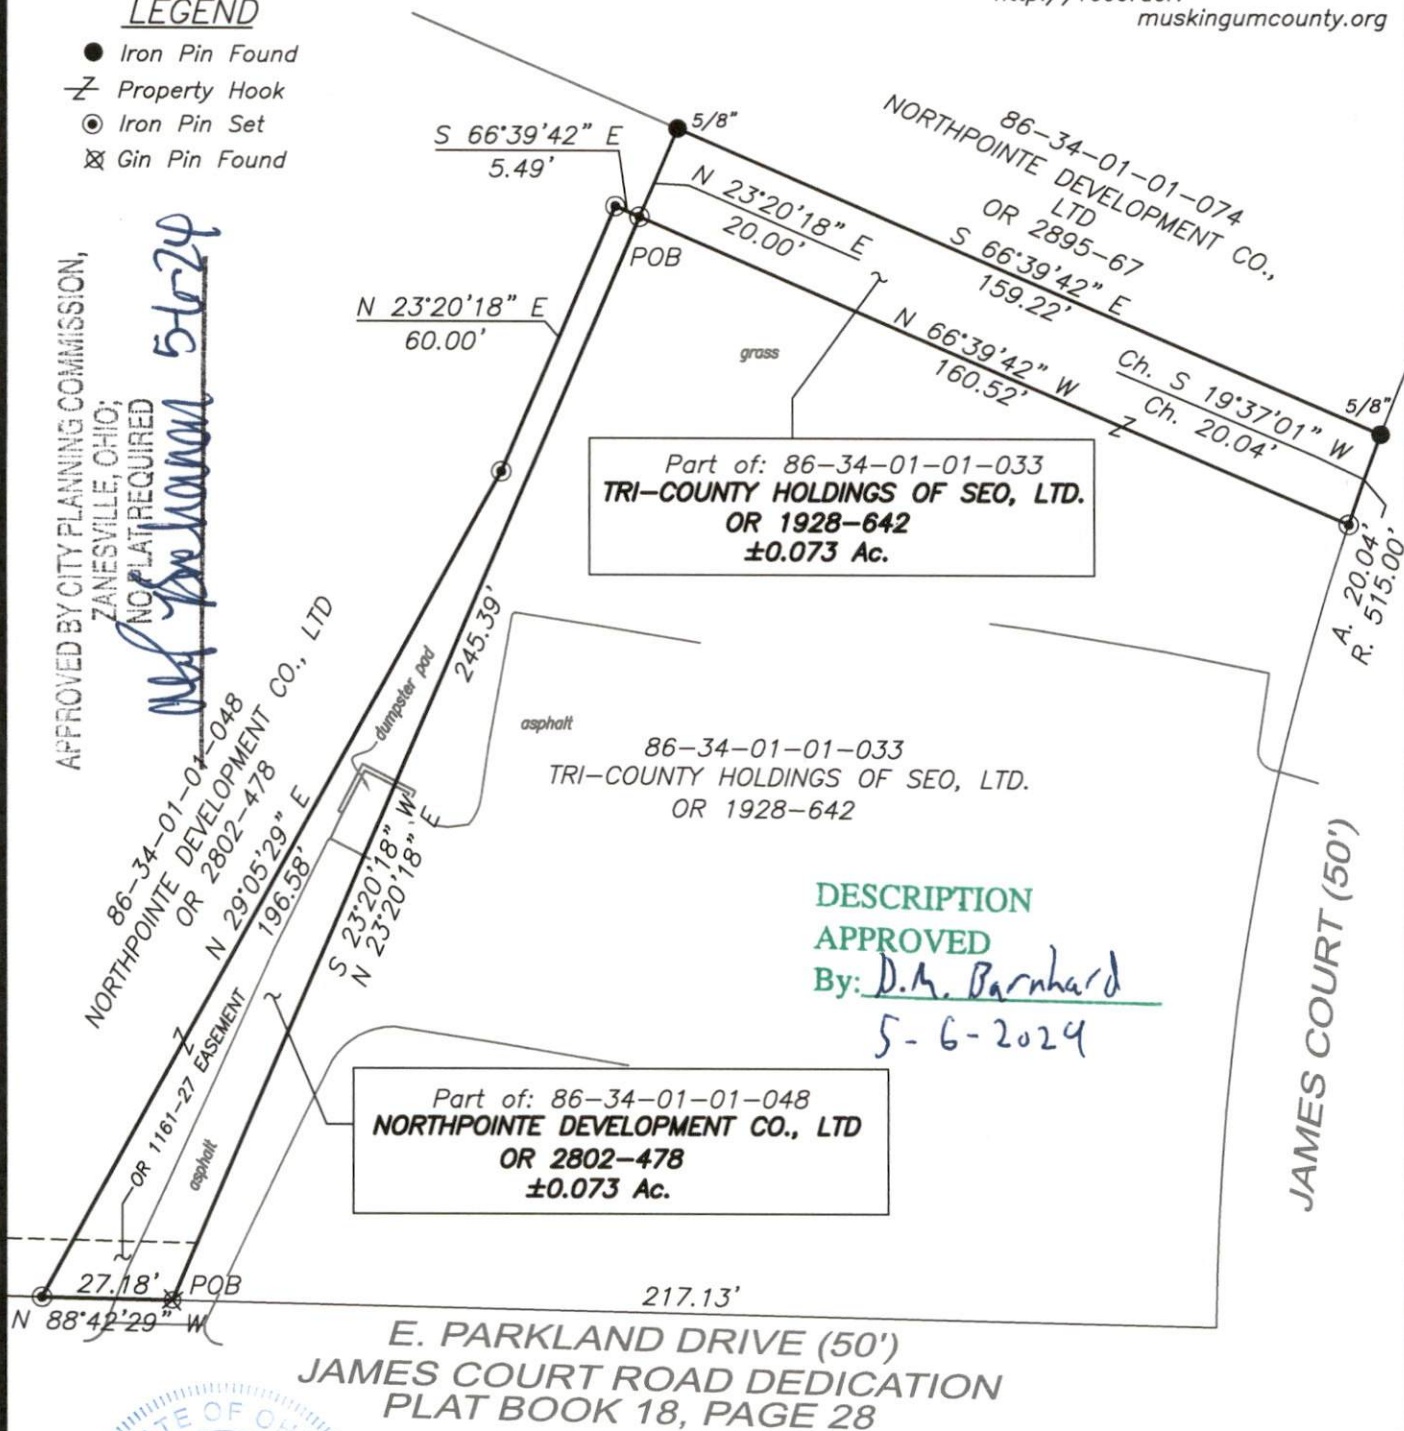 LEGEND
Iron Pin Found
Property Hook
Iron Pin Set
Gin Pin Found
muskingumcounty.org
APPROVED BY CITY PLANNING COMMISSION,
ZANESVILLE, OHIO;
NO PLAT REQUIRED
5-6-24
S 66°39'42" E
5.49'
5/8"
N 23°20'18" E
20.00'
POB
86-34-01-01-074
NORTHPOINTE DEVELOPMENT CO.,
LTD
OR 2895-67
S 66°39'42" E
159.22'
N 23°20'18" E
60.00'
grass
N 66°39'42" W
160.52'
Z
Ch. S 19°37'01" W
Ch. 20.04'
5/8"
A. 20.04'
R. 515.00'
Part of: 86-34-01-01-033
TRI-COUNTY HOLDINGS OF SEO, LTD.
OR 1928-642
±0.073 Ac.
245.39'
dumpster pad
asphalt
86-34-01-01-033
TRI-COUNTY HOLDINGS OF SEO, LTD.
OR 1928-642
86-34-01-01-048
NORTHPOINTE DEVELOPMENT CO., LTD
OR 2802-478
N 29°05'29" E
196.58'
S 23°20'18" W
N 23°20'18" E
DESCRIPTION
APPROVED
By: D.M. Barnhard
5-6-2024
JAMES COURT (50')
Z
OR 1161-27 EASEMENT
asphalt
Part of: 86-34-01-01-048
NORTHPOINTE DEVELOPMENT CO., LTD
OR 2802-478
±0.073 Ac.
27.18'
POB
N 88°42'29" W
217.13'
E. PARKLAND DRIVE (50')
JAMES COURT ROAD DEDICATION
PLAT BOOK 18, PAGE 28